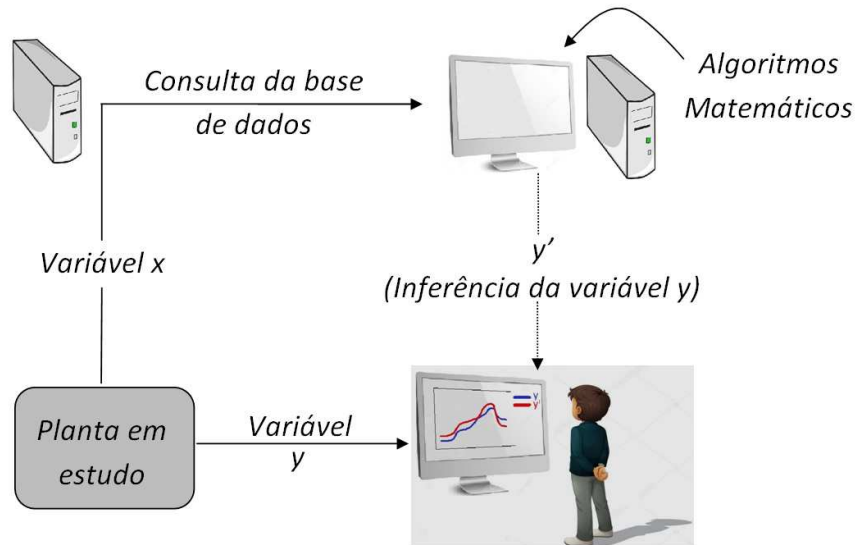 Consulta da base
de dados
Algoritmos
Matemáticos
Variável x
y'
(Inferência da variável y)
Planta em
estudo
Variável
y
y
y'